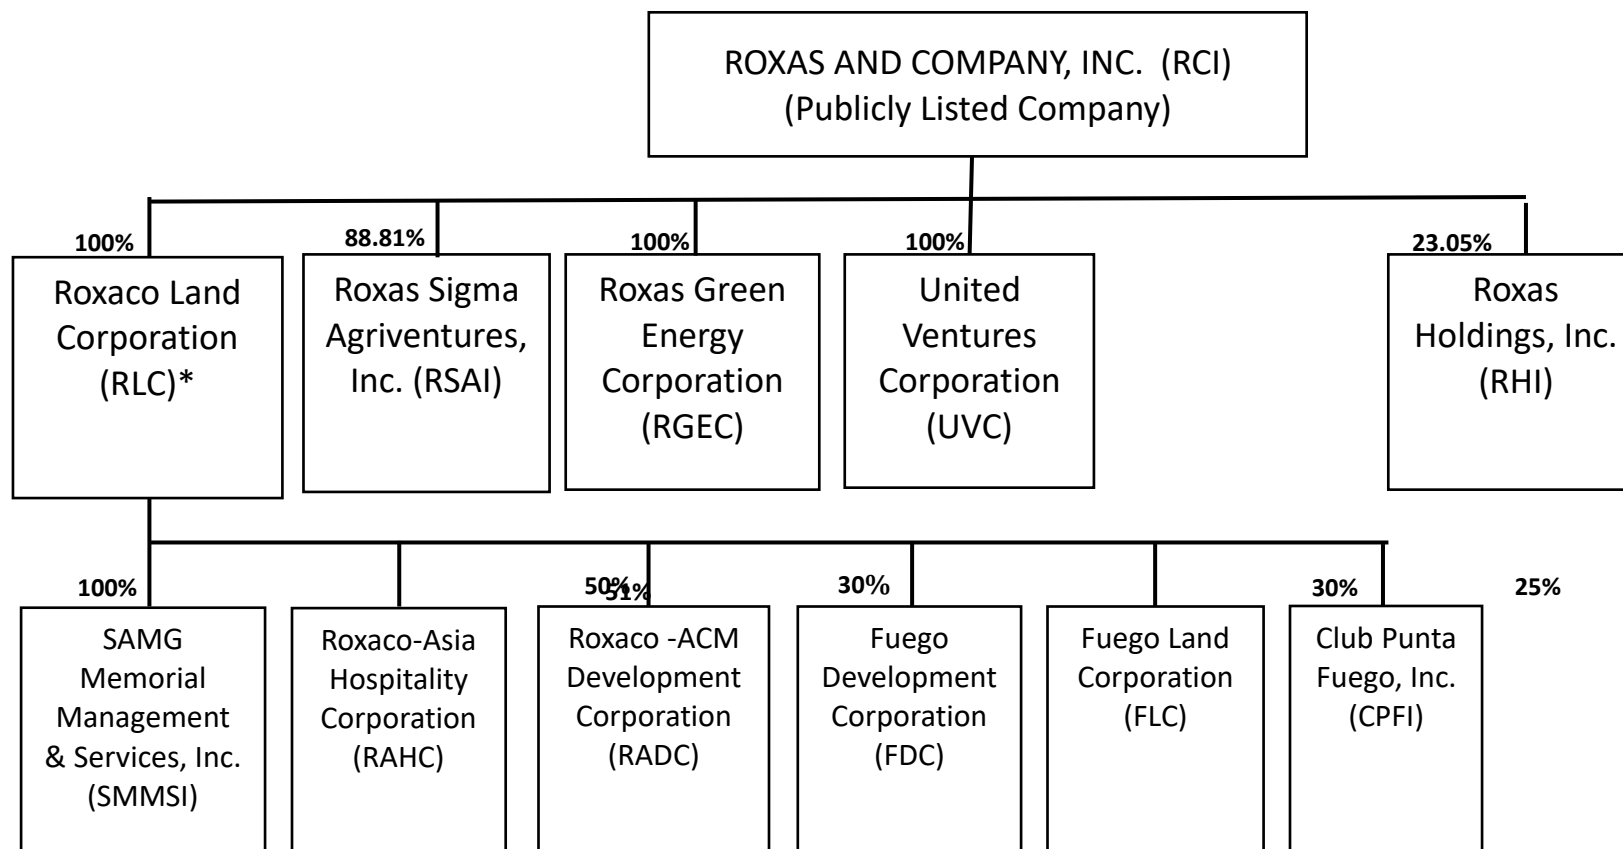 ROXAS AND COMPANY, INC. (RCI)
(Publicly Listed Company)
100%
88.81%
100%
100%
23.05%
Roxaco Land
Corporation
(RLC)*
Roxas Sigma
Agriventures,
Inc. (RSAI)
Roxas Green
Energy
Corporation
(RGEC)
United
Ventures
Corporation
(UVC)
Roxas
Holdings, Inc.
(RHI)
100%
50%
51%
30%
30%
25%
SAMG
Memorial
Management
& Services, Inc.
(SMMSI)
Roxaco-Asia
Hospitality
Corporation
(RAHC)
Roxaco -ACM
Development
Corporation
(RADC)
Fuego
Development
Corporation
(FDC)
Fuego Land
Corporation
(FLC)
Club Punta
Fuego, Inc.
(CPFI)